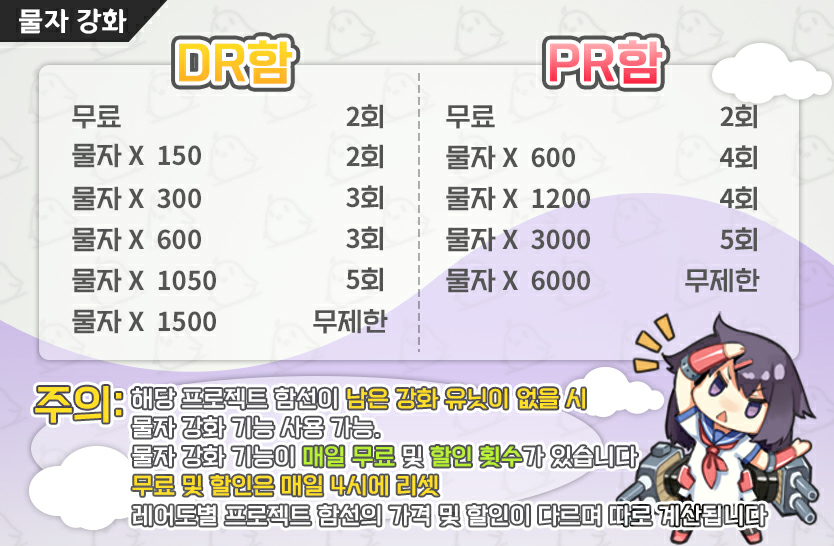 물자 강화
DR함
무료 2회
물자 X 150 2회
물자 X 300 3회
물자 X 600 3회
물자 X 1050 5회
물자 X 1500 무제한
PR함
무료 2회
물자 X 600 4회
물자 X 1200 4회
물자 X 3000 5회
물자 X 6000 무제한
주의: 해당 프로젝트 함선이 남은 강화 유닛이 없을 시
물자 강화 기능 사용 가능.
물자 강화 기능이 매일 무료 및 할인 횟수가 있습니다
무료 및 할인은 매일 4시에 리셋
레어도별 프로젝트 함선의 가격 및 할인이 다르며 따로 계산됩니다